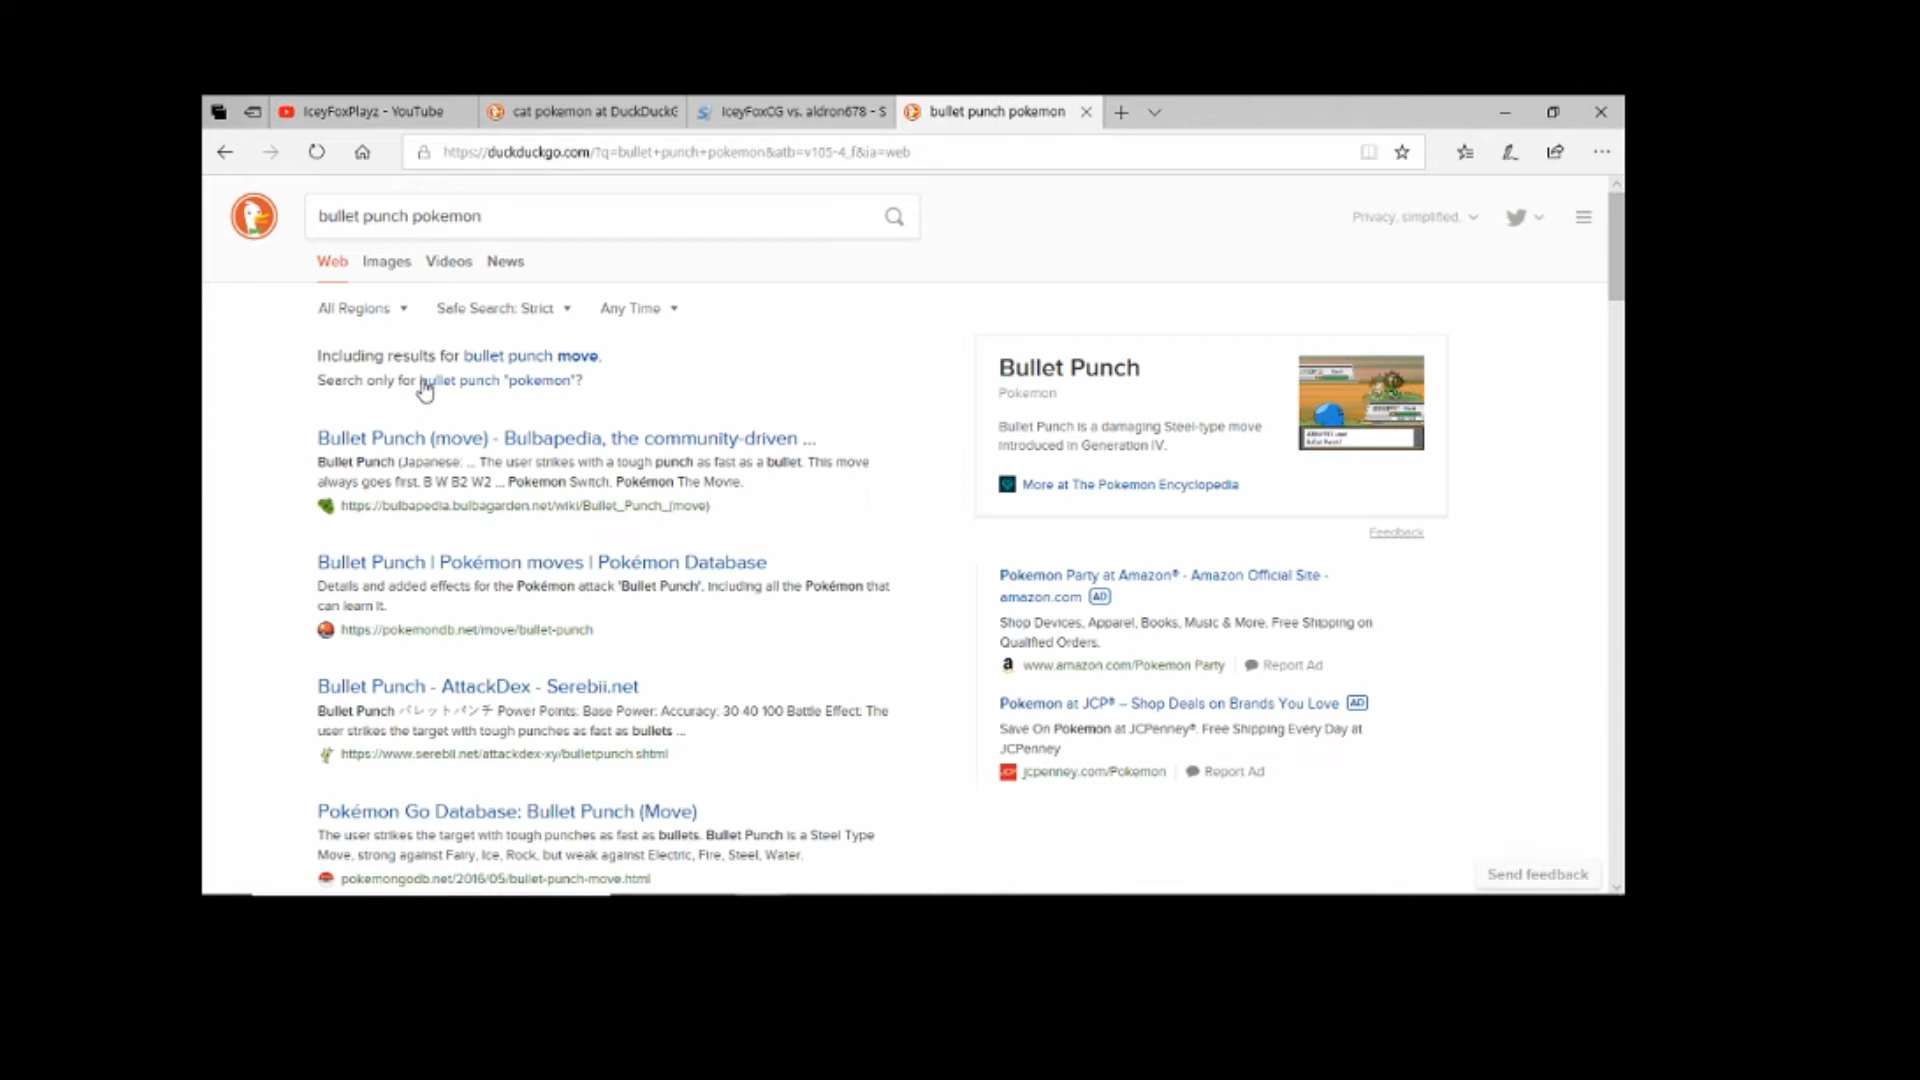 IceyFoxPlayz - YouTube
cat pokemon at DuckDuckG
IceyFoxCG vs. aldron678 - S
bullet punch pokemon
https://duckduckgo.com/?q=bullet+punch+pokemon&atb=v105-4_f&ia=web
bullet punch pokemon
Privacy, simplified.
Web Images Videos News
All Regions Safe Search: Strict Any Time
Including results for bullet punch move.
Search only for bullet punch "pokemon"?
Bullet Punch (move) - Bulbapedia, the community-driven ...
Bullet Punch (Japanese: ... The user strikes with a tough punch as fast as a bullet. This move
always goes first. B W B2 W2 ... Pokemon Switch. Pokémon The Movie.
https://bulbapedia.bulbagarden.net/wiki/Bullet_Punch_(move)
Bullet Punch | Pokémon moves | Pokémon Database
Details and added effects for the Pokémon attack 'Bullet Punch', including all the Pokémon that
can learn it.
https://pokemondb.net/move/bullet-punch
Bullet Punch - AttackDex - Serebii.net
Bullet Punch バレットパンチ Power Points: Base Power: Accuracy: 30 40 100 Battle Effect: The
user strikes the target with tough punches as fast as bullets ...
https://www.serebii.net/attackdex-xy/bulletpunch.shtml
Pokémon Go Database: Bullet Punch (Move)
The user strikes the target with tough punches as fast as bullets. Bullet Punch is a Steel Type
Move, strong against Fairy, Ice, Rock, but weak against Electric, Fire, Steel, Water.
pokemongodb.net/2016/05/bullet-punch-move.html
Bullet Punch
Pokemon
Bullet Punch is a damaging Steel-type move
introduced in Generation IV.
More at The Pokemon Encyclopedia
Feedback
Pokemon Party at Amazon® - Amazon Official Site -
amazon.com AD
Shop Devices, Apparel, Books, Music & More. Free Shipping on
Qualified Orders.
www.amazon.com/Pokemon Party Report Ad
Pokemon at JCP® – Shop Deals on Brands You Love AD
Save On Pokemon at JCPenney®. Free Shipping Every Day at
JCPenney
jcpenney.com/Pokemon Report Ad
Send feedback